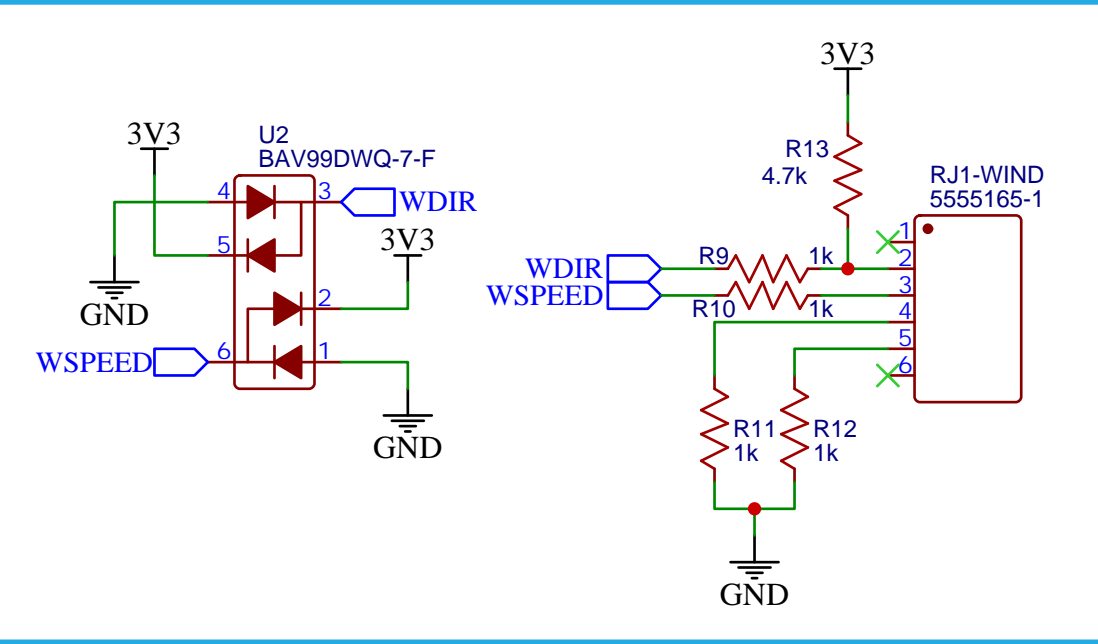 3V3
U2
BAV99DWQ-7-F
4
3
WDIR
5
GND
3V3
2
WSPEED
6
1
GND
3V3
R13
4.7k
RJ1-WIND
5555165-1
1
WDIR
R9
1k
2
WSPEED
R10
1k
3
4
5
6
R11
1k
R12
1k
GND